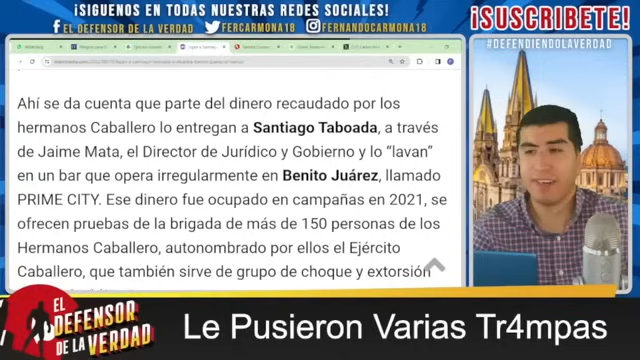 ¡SIGUENOS EN TODAS NUESTRAS REDES SOCIALES!
EL DEFENSOR DE LA VERDAD
FERCARMONA18
FERNANDOCARMONA18
¡SUSCRIBETE!
#DEFENDIENDOLAVERDAD
Ahí se da cuenta que parte del dinero recaudado por los
hermanos Caballero lo entregan a Santiago Taboada, a través
de Jaime Mata, el Director de Jurídico y Gobierno y lo “lavan”
en un bar que opera irregularmente en Benito Juárez, llamado
PRIME CITY. Ese dinero fue ocupado en campañas en 2021, se
ofrecen pruebas de la brigada de más de 150 personas de los
Hermanos Caballero, autonombrado por ellos el Ejército
Caballero, que también sirve de grupo de choque y extorsión
EL
DEFENSOR
DE LA VERDAD
Le Pusieron Varias Tr4mpas